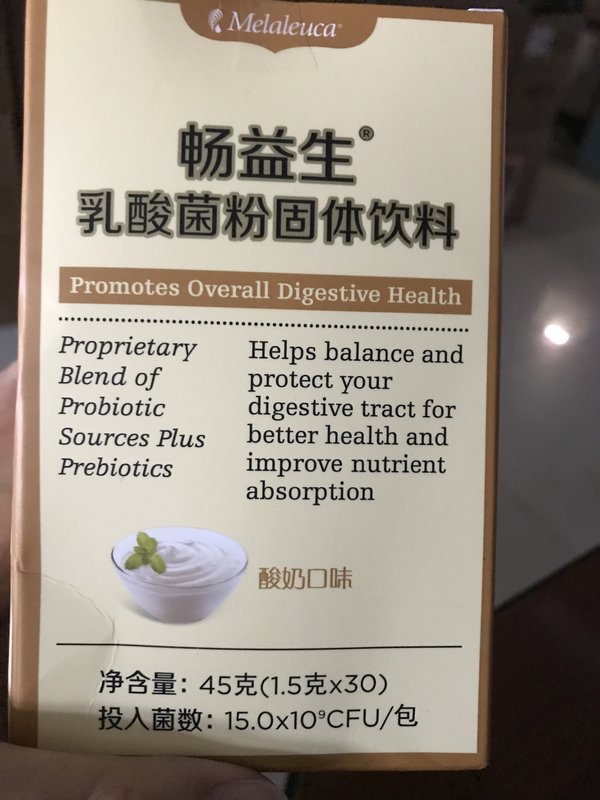 Melaleuca®
畅益生®
乳酸菌粉固体饮料
Promotes Overall Digestive Health
Proprietary
Blend of
Probiotic
Sources Plus
Prebiotics
Helps balance and
protect your
digestive tract for
better health and
improve nutrient
absorption
酸奶口味
净含量：45克(1.5克x30)
投入菌数：15.0x10⁹CFU/包